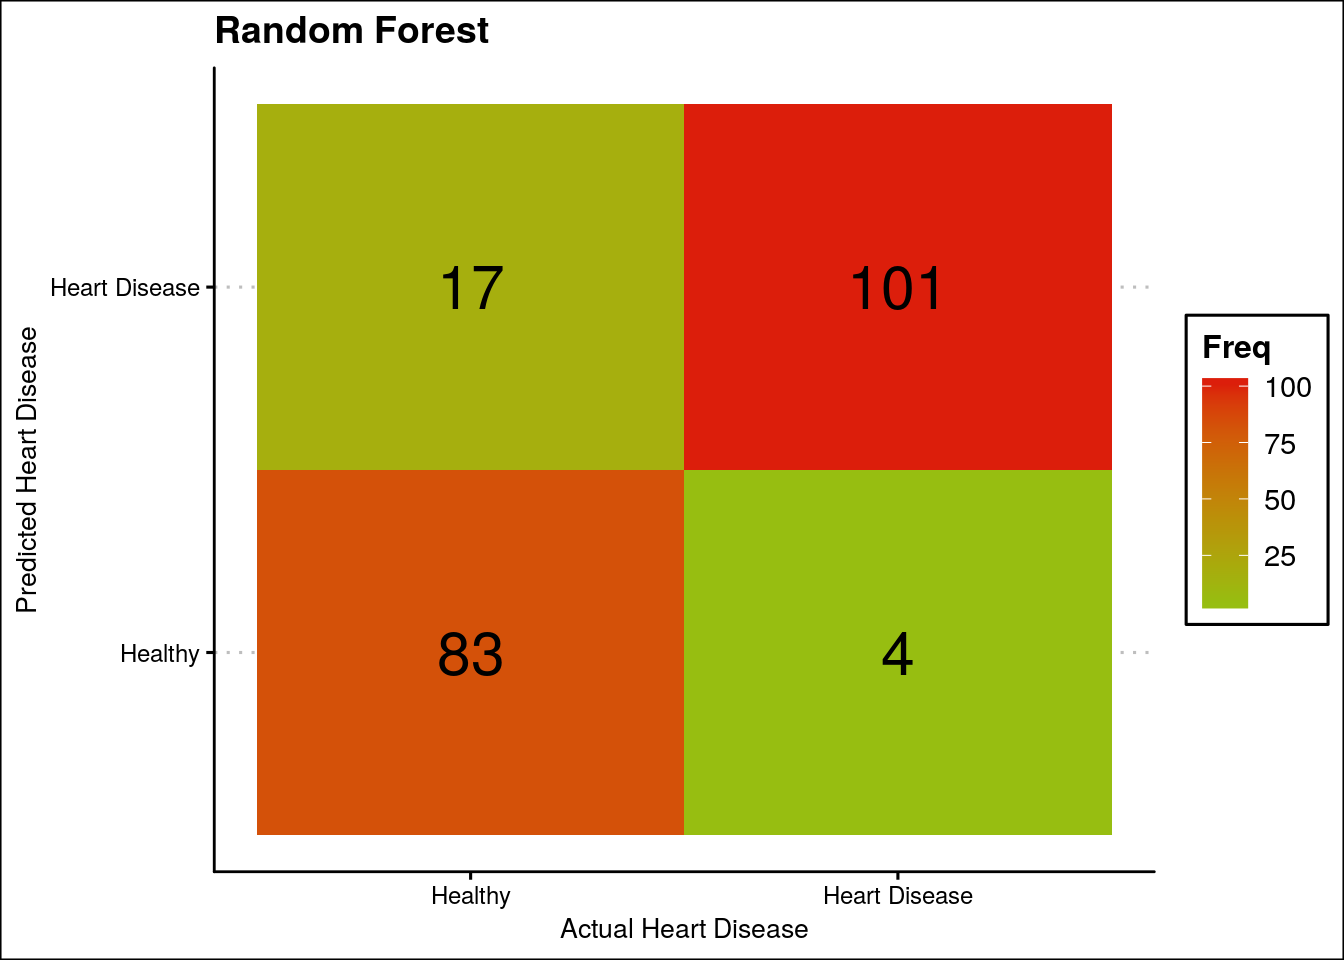 Random Forest
Predicted Heart Disease
Heart Disease
17
101
Healthy
83
4
Healthy
Heart Disease
Actual Heart Disease
Freq
100
75
50
25